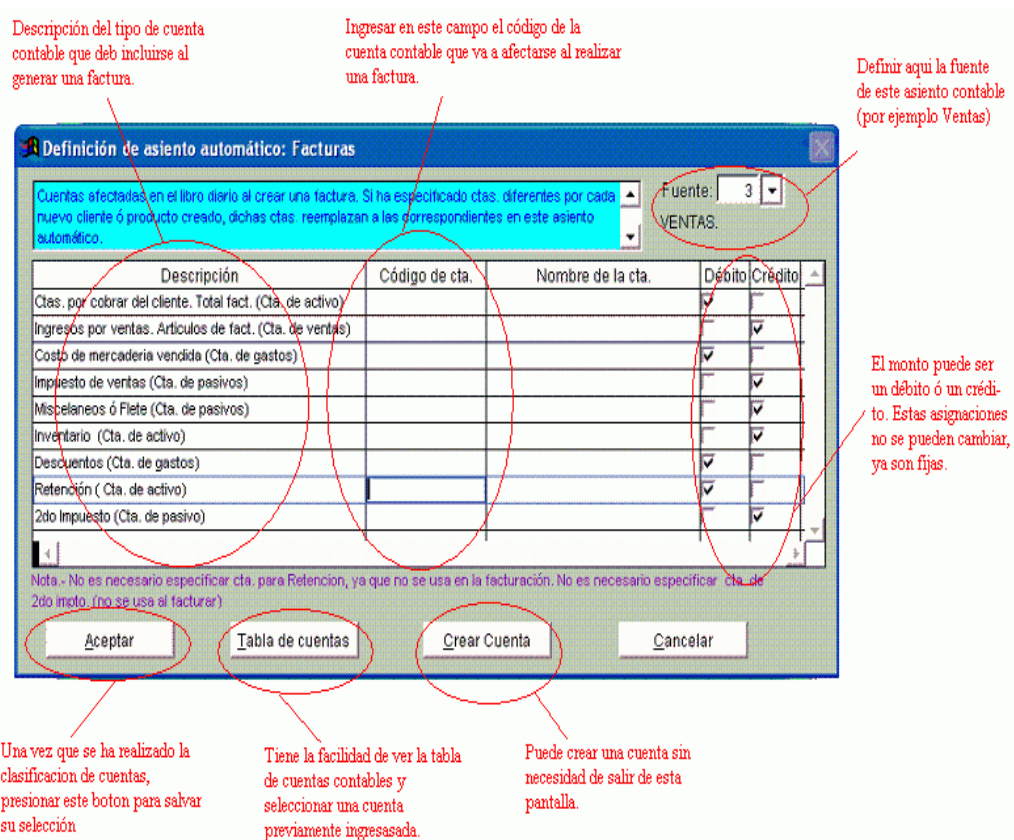 Descripción del tipo de cuenta
contable que deb incluirse al
generar una factura.
Ingresar en este campo el código de la
cuenta contable que va a afectarse al realizar
una factura.
Definir aqui la fuente
de este asiento contable
(por ejemplo Ventas)
Definición de asiento automático: Facturas
Cuentas afectadas en el libro diario al crear una factura. Si ha especificado ctas. diferentes por cada
nuevo cliente ó producto creado, dichas ctas. reemplazan a las correspondientes en este asiento
automático.
Fuente: 3
VENTAS.
Descripción Código de cta. Nombre de la cta. Débito Crédito
Ctas. por cobrar del cliente. Total fact. (Cta. de activo)
Ingresos por ventas. Articulos de fact. (Cta. de ventas)
Costo de mercaderia vendida (Cta. de gastos)
Impuesto de ventas (Cta. de pasivos)
Miscelaneos ó Flete (Cta. de pasivos)
Inventario (Cta. de activo)
Descuentos (Cta. de gastos)
Retención ( Cta. de activo)
2do Impuesto (Cta. de pasivo)
El monto puede ser
un débito ó un crédi-
to. Estas asignaciones
no se pueden cambiar,
ya son fijas.
Nota.- No es necesario especificar cta. para Retencion, ya que no se usa en la facturación. No es necesario especificar cta. de
2do impto. (no se usa al facturar)
Aceptar Tabla de cuentas Crear Cuenta Cancelar
Una vez que se ha realizado la
clasificacion de cuentas,
presionar este boton para salvar
su selección
Tiene la facilidad de ver la tabla
de cuentas contables y
seleccionar una cuenta
previamente ingresasada.
Puede crear una cuenta sin
necesidad de salir de esta
pantalla.